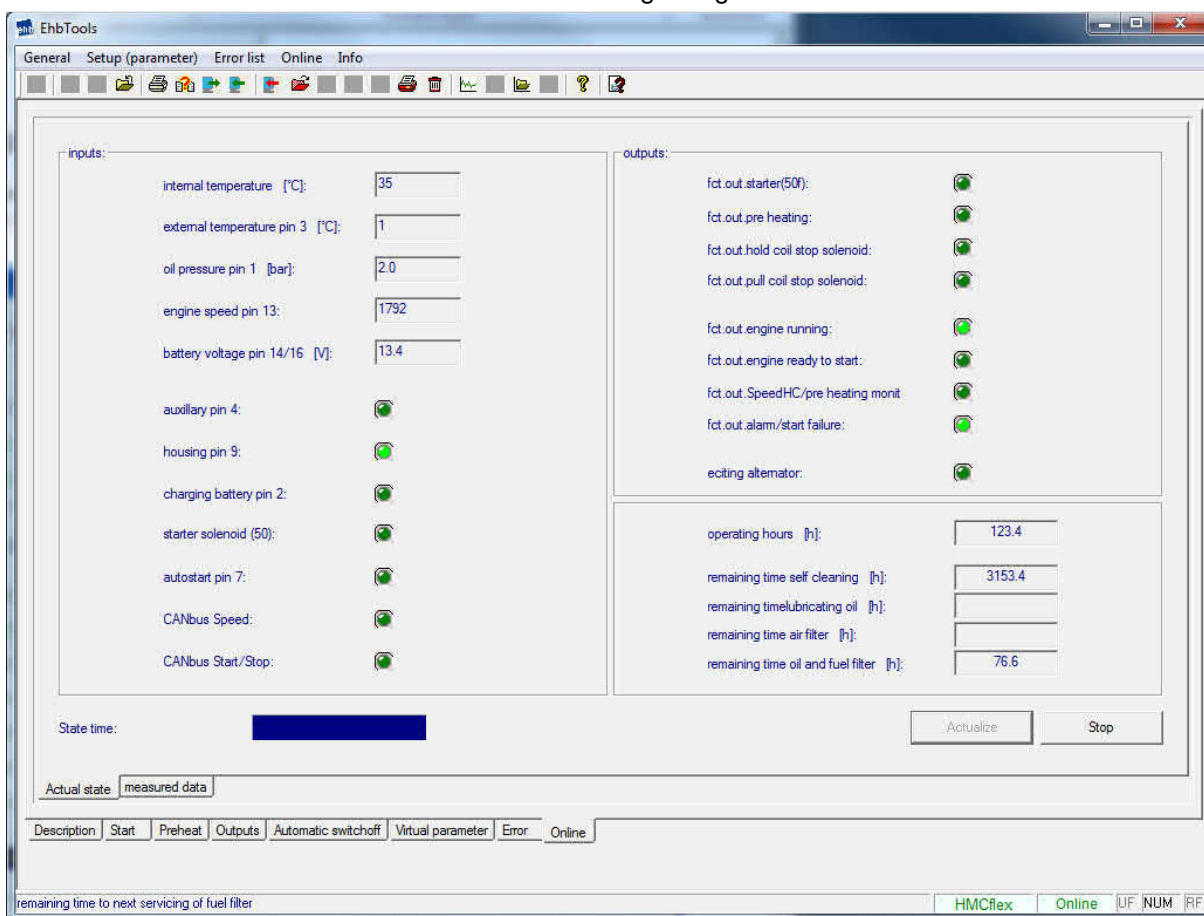 ehb EhbTools
General Setup (parameter) Error list Online Info
inputs:
internal temperature [°C]: 35
external temperature pin 3 [°C]: 1
oil pressure pin 1 [bar]: 2.0
engine speed pin 13: 1792
battery voltage pin 14/16 [V]: 13.4
auxillary pin 4:
housing pin 9:
charging battery pin 2:
starter solenoid (50):
autostart pin 7:
CANbus Speed:
CANbus Start/Stop:
outputs:
fct.out.starter(50f):
fct.out.pre heating:
fct.out.hold coil stop solenoid:
fct.out.pull coil stop solenoid:
fct.out.engine running:
fct.out.engine ready to start:
fct.out.SpeedHC/pre heating monit
fct.out.alarm/start failure:
eciting alternator:
operating hours [h]: 123.4
remaining time self cleaning [h]: 3153.4
remaining timelubricating oil [h]:
remaining time air filter [h]:
remaining time oil and fuel filter [h]: 76.6
State time:
Actualize Stop
Actual state measured data
Description Start Preheat Outputs Automatic switchoff Virtual parameter Error Online
remaining time to next servicing of fuel filter HMCflex Online UF NUM RF